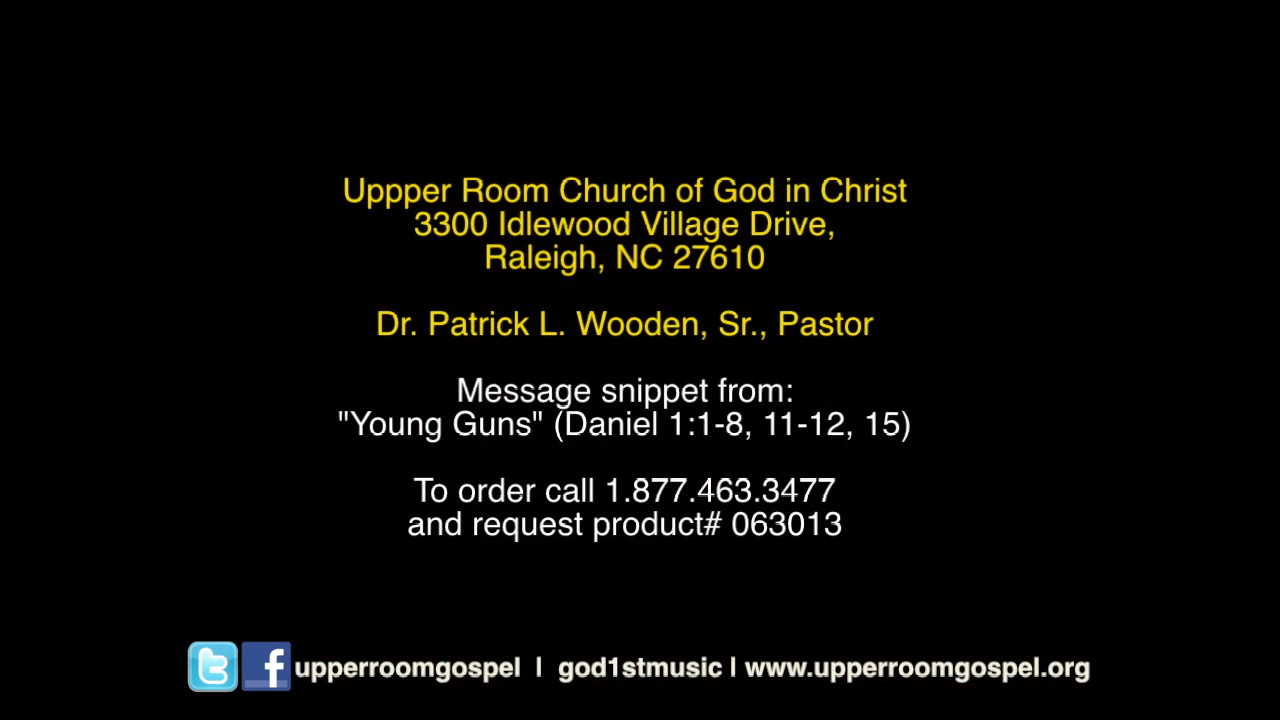 Uppper Room Church of God in Christ
3300 Idlewood Village Drive,
Raleigh, NC 27610
Dr. Patrick L. Wooden, Sr., Pastor
Message snippet from:
"Young Guns" (Daniel 1:1-8, 11-12, 15)
To order call 1.877.463.3477
and request product# 063013
upperroomgospel | god1stmusic | www.upperroomgospel.org